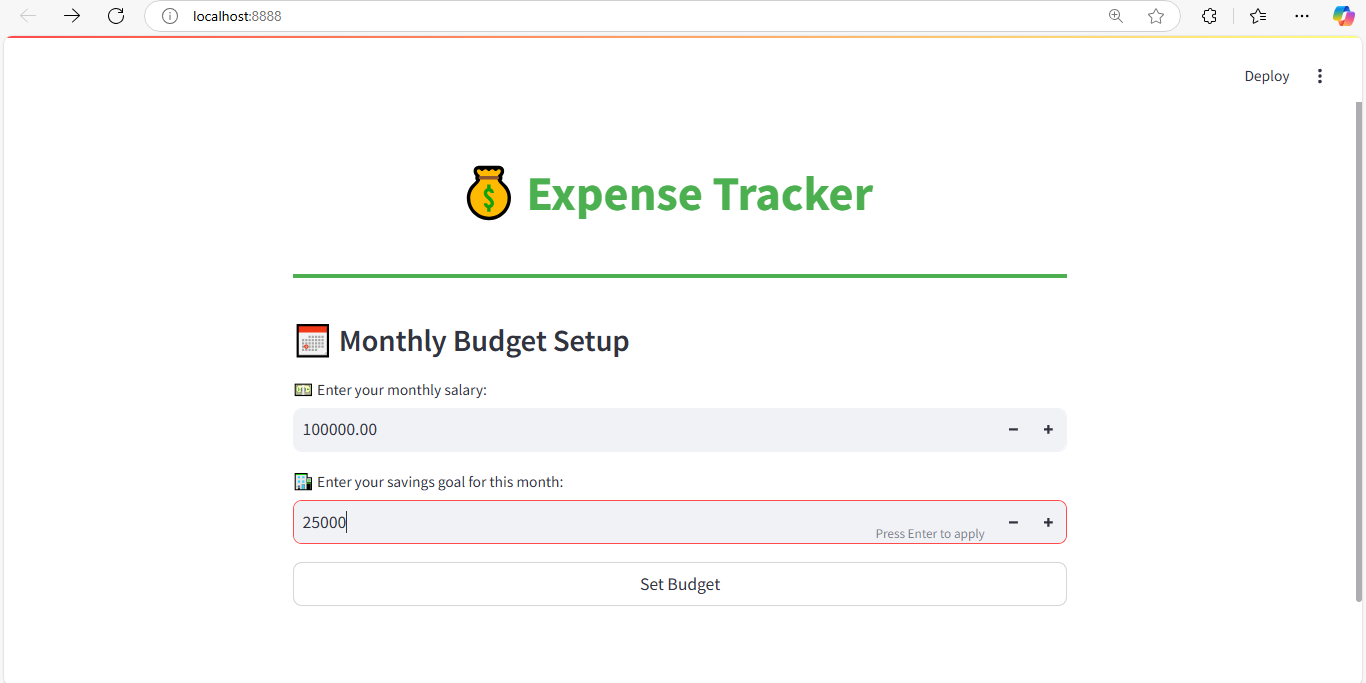 localhost:8888
Deploy
Expense Tracker
Monthly Budget Setup
Enter your monthly salary:
100000.00
Enter your savings goal for this month:
25000
Press Enter to apply
Set Budget